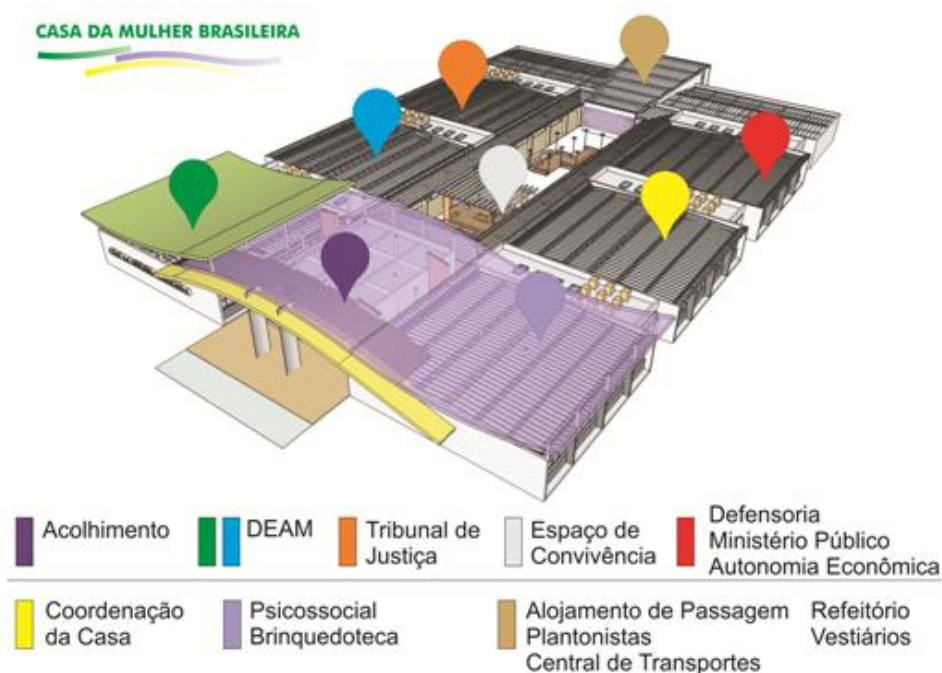 CASA DA MULHER BRASILEIRA
Acolhimento
DEAM
Tribunal de
Justiça
Espaço de
Convivência
Defensoria
Ministério Público
Autonomia Econômica
Coordenação
da Casa
Psicossocial
Brinquedoteca
Alojamento de Passagem
Plantonistas
Central de Transportes
Refeitório
Vestiários